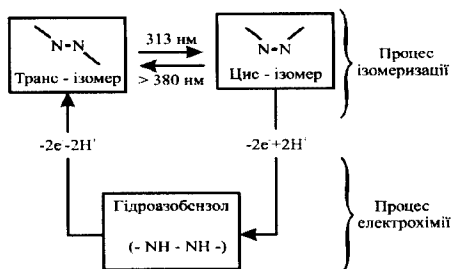 N-N
Транс - ізомер
313 нм
> 380 нм
N-N
Цис - ізомер
Процес
ізомеризації
-2e⁻-2H⁺
-2e⁻+2H⁺
Гідроазобензол
(- NH - NH -)
Процес
електрохімії